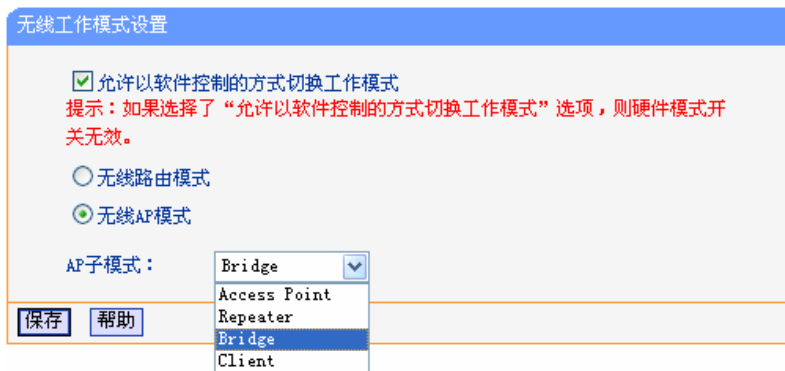 无线工作模式设置
允许以软件控制的方式切换工作模式
提示：如果选择了“允许以软件控制的方式切换工作模式”选项，则硬件模式开
关无效。
无线路由模式
无线AP模式
AP子模式： Bridge
Access Point
Repeater
Bridge
Client
保存 帮助